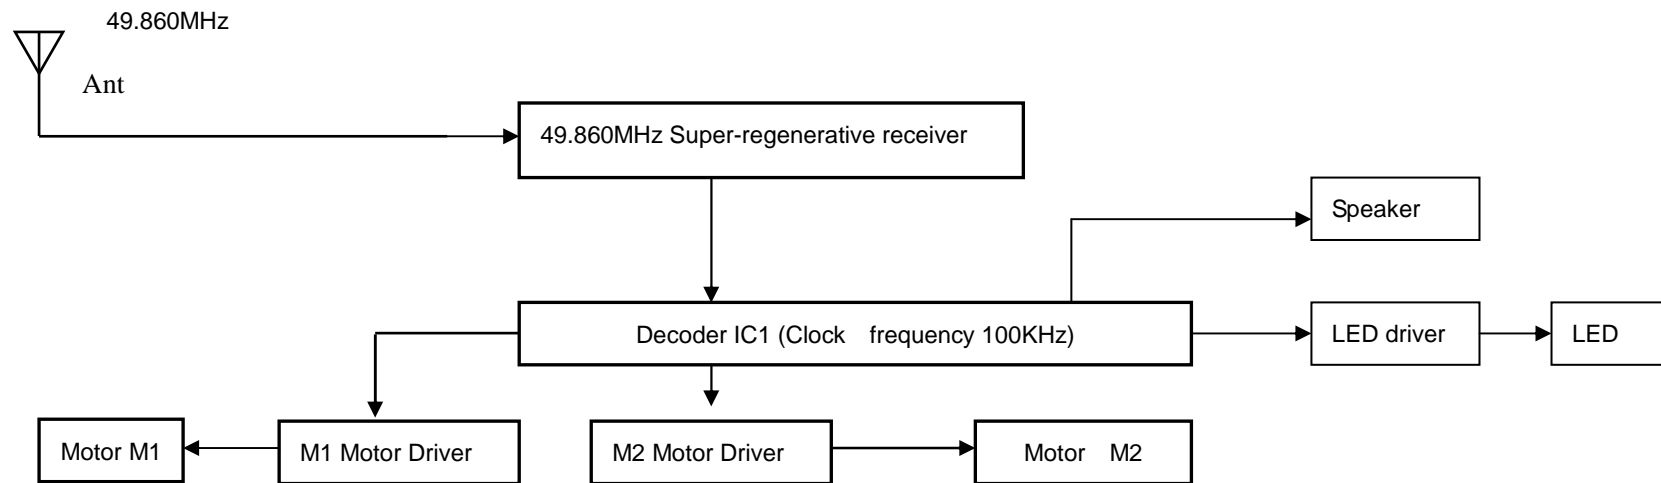 49.860MHz
Ant
49.860MHz Super-regenerative receiver
Speaker
Decoder IC1 (Clock frequency 100KHz)
LED driver
LED
Motor M1
M1 Motor Driver
M2 Motor Driver
Motor M2